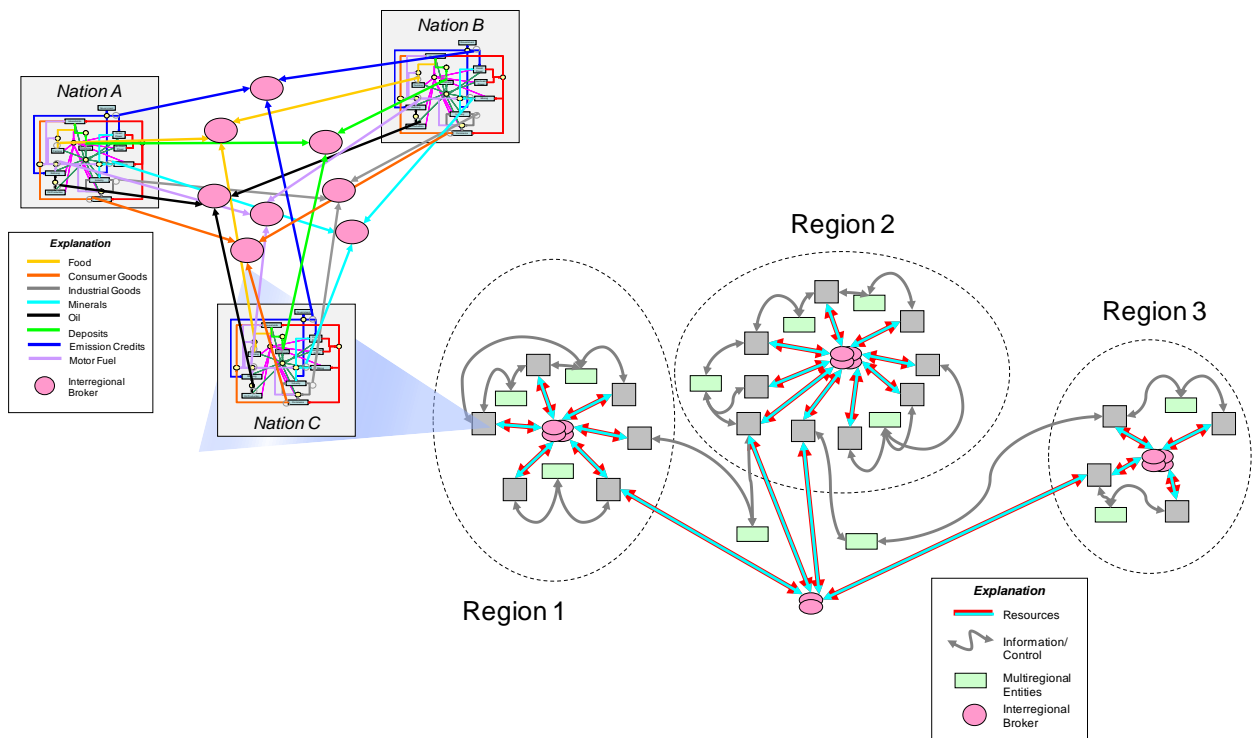 Nation B
Nation A
Explanation
Food
Consumer Goods
Industrial Goods
Minerals
Oil
Deposits
Emission Credits
Motor Fuel
Interregional
Broker
Nation C
Region 2
Region 3
Region 1
Explanation
Resources
Information/
Control
Multiregional
Entities
Interregional
Broker